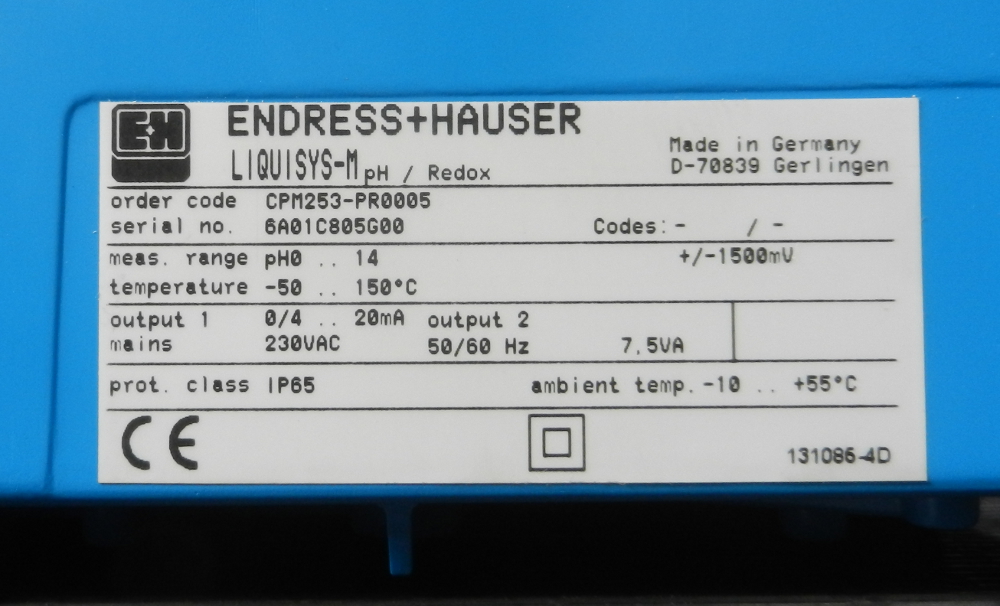 EH ENDRESS+HAUSER
LIQUISYS-M pH / Redox
Made in Germany
D-70839 Gerlingen
order code CPM253-PR0005
serial no. 6A01C805G00 Codes: - / -
meas. range pH0 .. 14 +/-1500mV
temperature -50 .. 150°C
output 1 0/4 .. 20mA output 2
mains 230VAC 50/60 Hz 7.5VA
prot. class IP65 ambient temp. -10 .. +55°C
CE 131086-4D